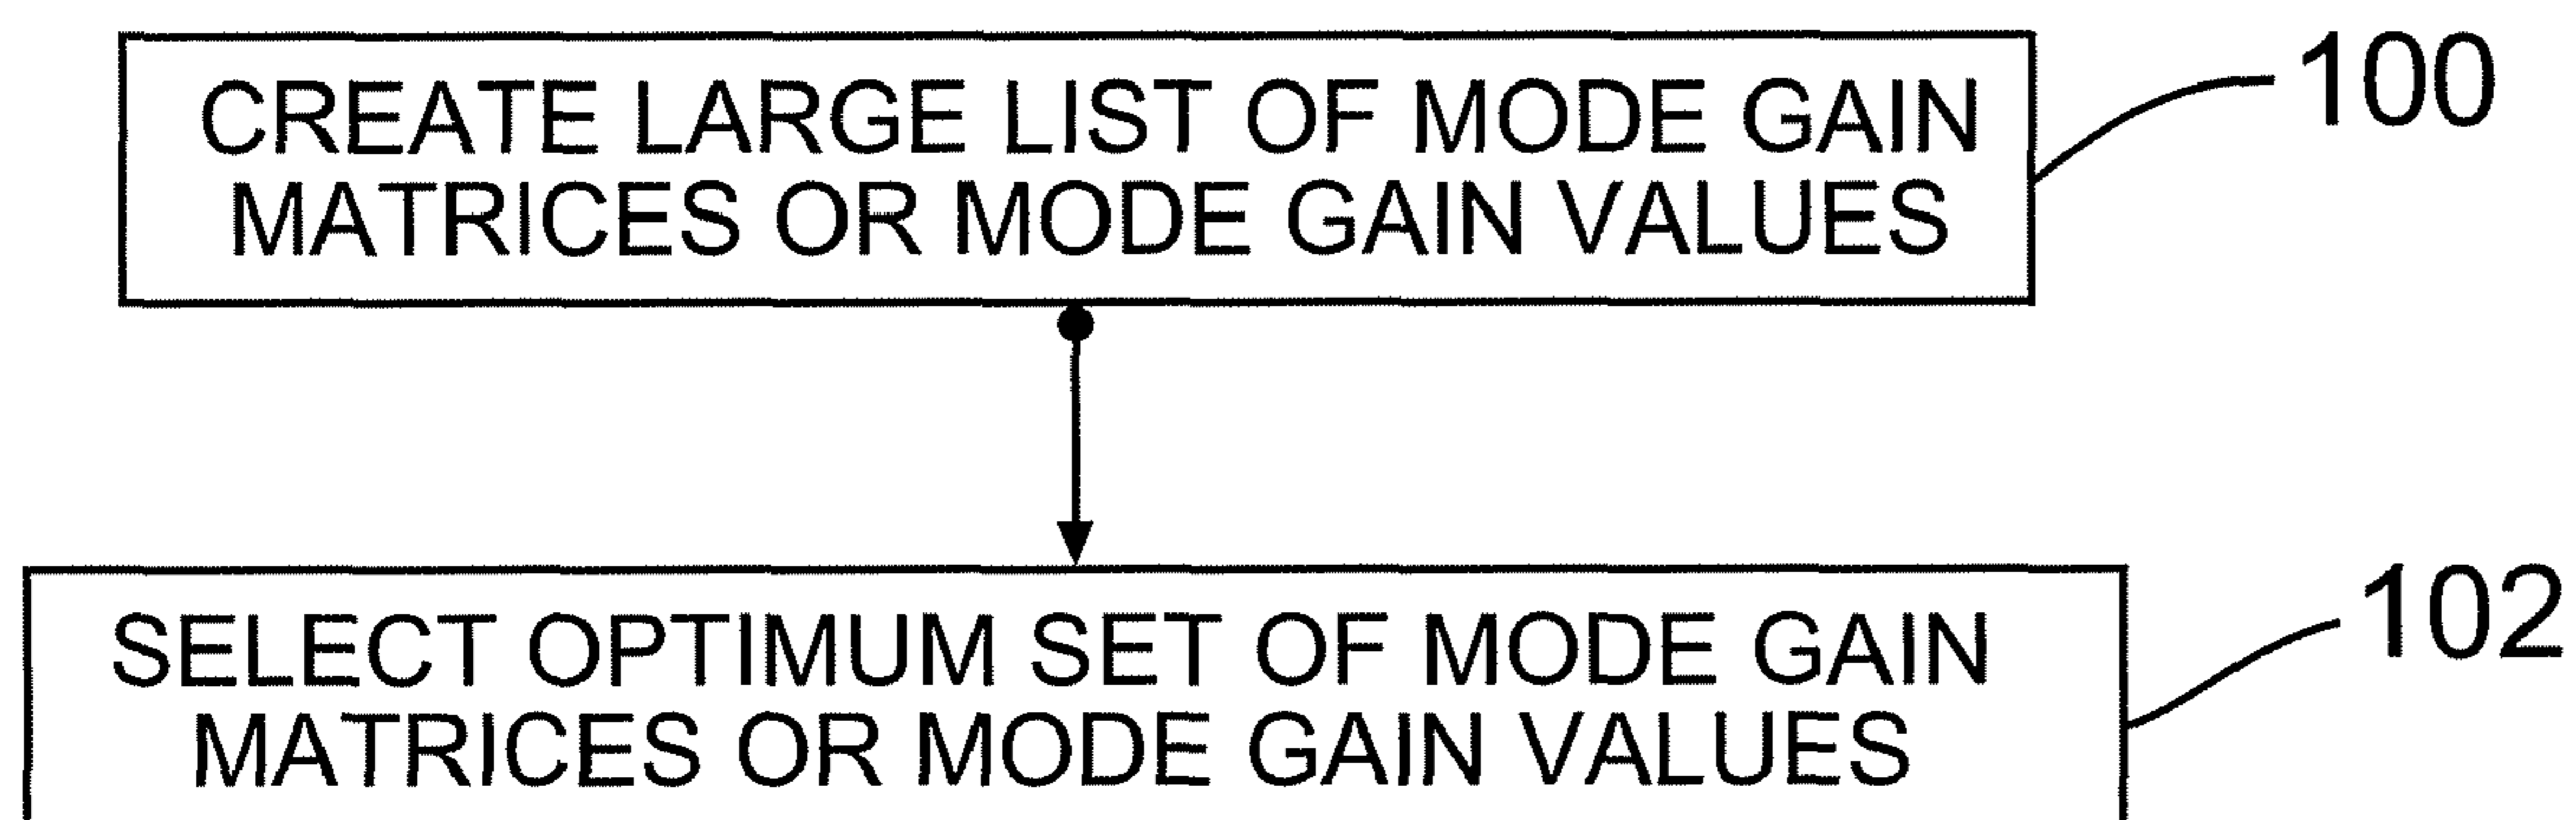 CREATE LARGE LIST OF MODE GAIN
MATRICES OR MODE GAIN VALUES
100
SELECT OPTIMUM SET OF MODE GAIN
MATRICES OR MODE GAIN VALUES
102